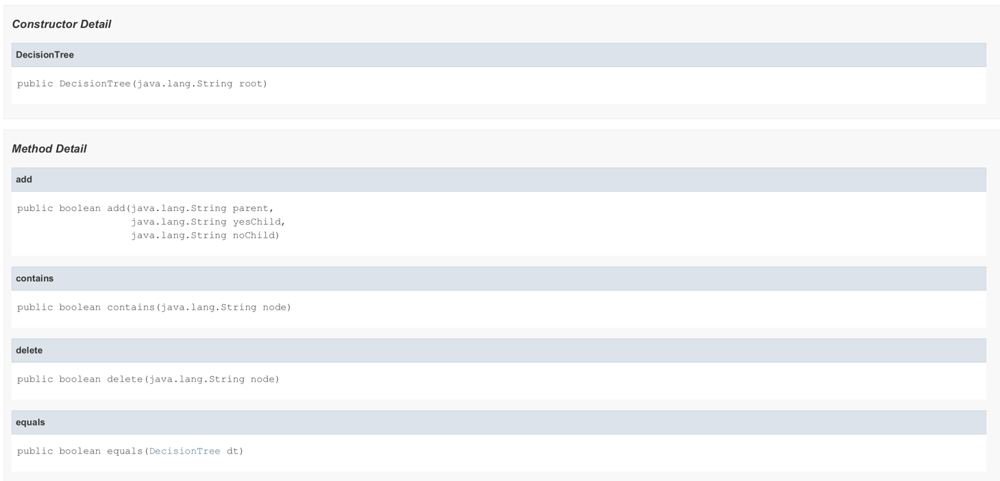 Constructor Detail
DecisionTree
public DecisionTree(java.lang.String root)
Method Detail
add
public boolean add(java.lang.String parent,
java.lang.String yesChild,
java.lang.String noChild)
contains
public boolean contains(java.lang.String node)
delete
public boolean delete(java.lang.String node)
equals
public boolean equals(DecisionTree dt)